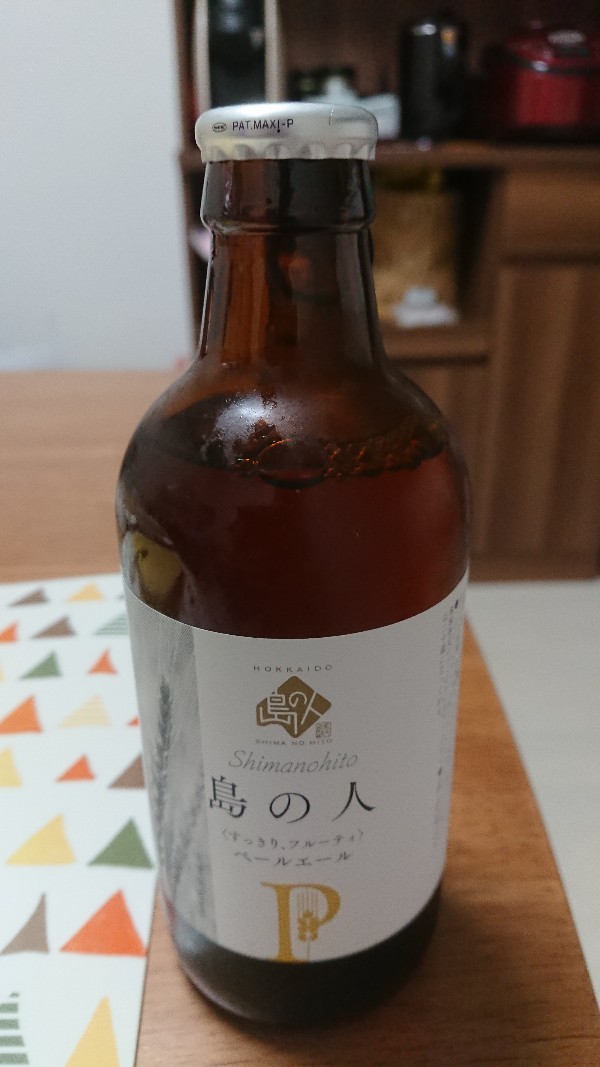 PAT.MAXI-P
HOKKAIDO
島の人
SHIMA NO HITO
Shimanohito
島の人
〈すっきり、フルーティ〉
ペールエール
P